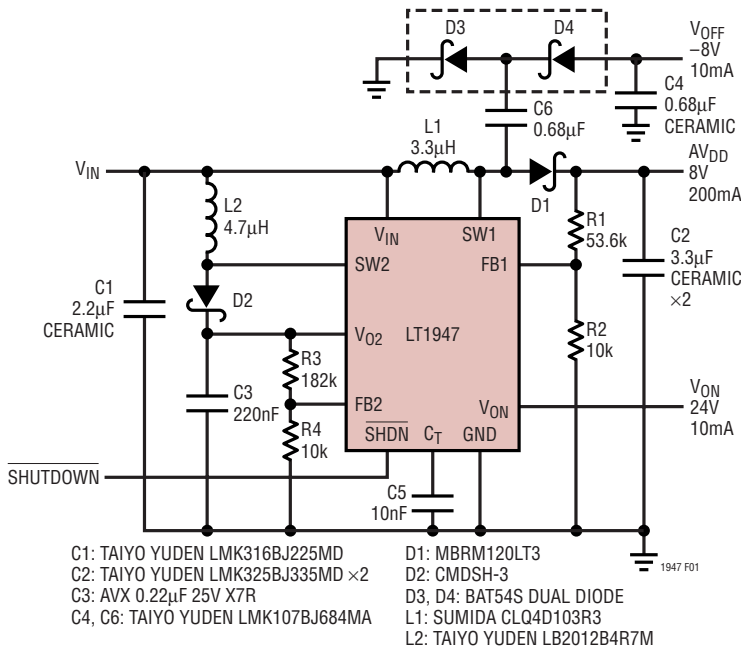 D3
D4
V_OFF
–8V
10mA
C4
0.68µF
CERAMIC
C6
0.68µF
L1
3.3µH
V_IN
AV_DD
8V
200mA
D1
L2
4.7µH
V_IN
SW1
R1
53.6k
C2
3.3µF
CERAMIC
×2
SW2
FB1
C1
2.2µF
CERAMIC
D2
V_O2
LT1947
R3
182k
R2
10k
C3
220nF
FB2
V_ON
V_ON
24V
10mA
R4
10k
SHDN
C_T
GND
SHUTDOWN
C5
10nF
1947 F01
C1: TAIYO YUDEN LMK316BJ225MD
C2: TAIYO YUDEN LMK325BJ335MD ×2
C3: AVX 0.22µF 25V X7R
C4, C6: TAIYO YUDEN LMK107BJ684MA
D1: MBRM120LT3
D2: CMDSH-3
D3, D4: BAT54S DUAL DIODE
L1: SUMIDA CLQ4D103R3
L2: TAIYO YUDEN LB2012B4R7M